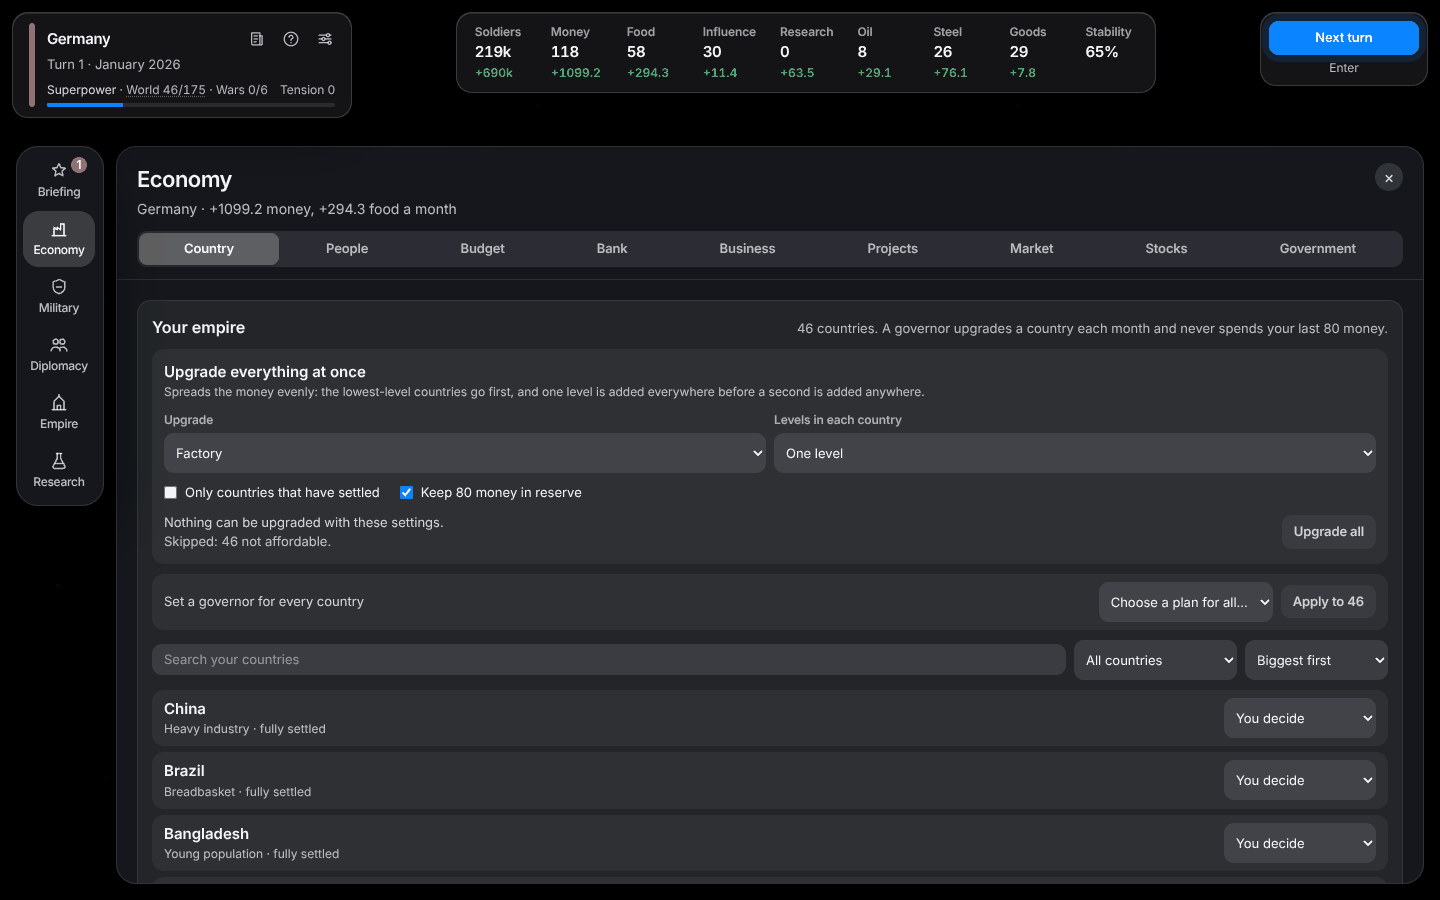 Germany
Turn 1 · January 2026
Superpower · World 46/175 · Wars 0/6 Tension 0
Soldiers Money Food Influence Research Oil Steel Goods Stability
219k 118 58 30 0 8 26 29 65%
+690k +1099.2 +294.3 +11.4 +63.5 +29.1 +76.1 +7.8
Next turn
Enter
1
Briefing
Economy
Military
Diplomacy
Empire
Research
Economy
Germany · +1099.2 money, +294.3 food a month
Country People Budget Bank Business Projects Market Stocks Government
Your empire
46 countries. A governor upgrades a country each month and never spends your last 80 money.
Upgrade everything at once
Spreads the money evenly: the lowest-level countries go first, and one level is added everywhere before a second is added anywhere.
Upgrade Levels in each country
Factory One level
Only countries that have settled Keep 80 money in reserve
Nothing can be upgraded with these settings.
Skipped: 46 not affordable.
Upgrade all
Set a governor for every country Choose a plan for all... Apply to 46
Search your countries All countries Biggest first
China
Heavy industry · fully settled
You decide
Brazil
Breadbasket · fully settled
You decide
Bangladesh
Young population · fully settled
You decide